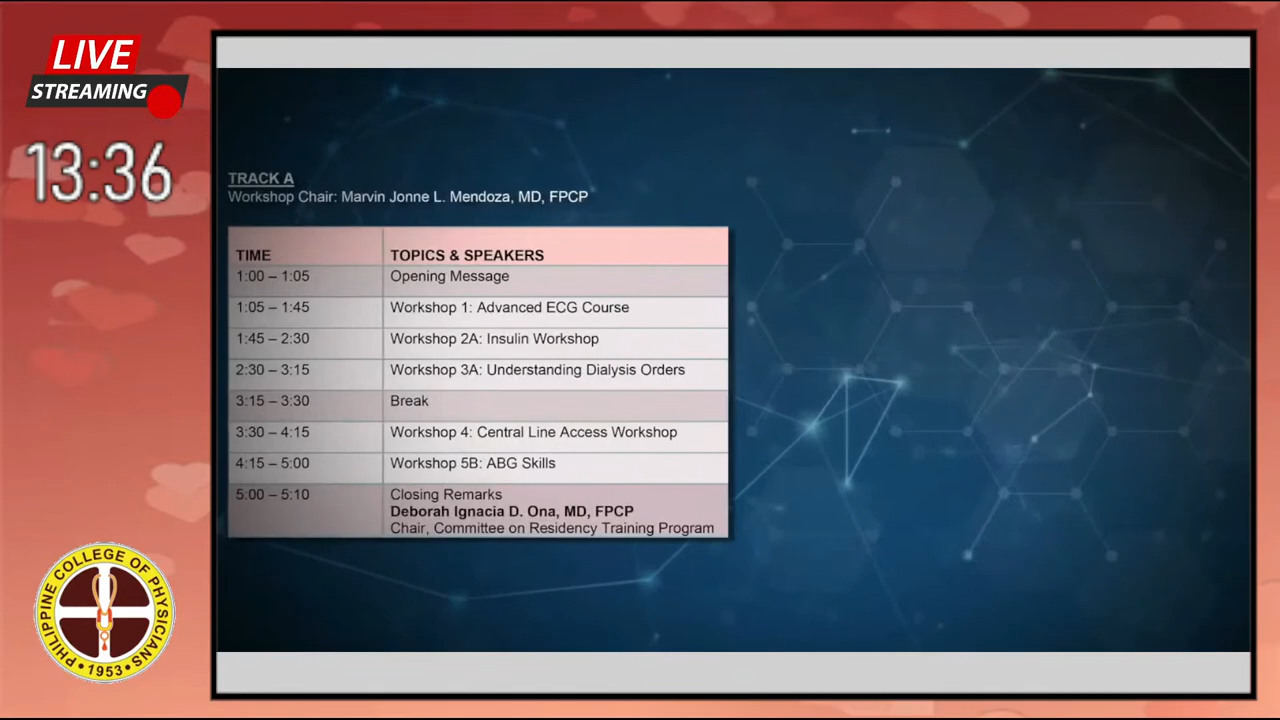 LIVE
STREAMING
13:36
TRACK A
Workshop Chair: Marvin Jonne L. Mendoza, MD, FPCP
TIME TOPICS & SPEAKERS
1:00 – 1:05 Opening Message
1:05 – 1:45 Workshop 1: Advanced ECG Course
1:45 – 2:30 Workshop 2A: Insulin Workshop
2:30 – 3:15 Workshop 3A: Understanding Dialysis Orders
3:15 – 3:30 Break
3:30 – 4:15 Workshop 4: Central Line Access Workshop
4:15 – 5:00 Workshop 5B: ABG Skills
5:00 – 5:10 Closing Remarks
Deborah Ignacia D. Ona, MD, FPCP
Chair, Committee on Residency Training Program
PHILIPPINE COLLEGE OF PHYSICIANS
• 1953 •